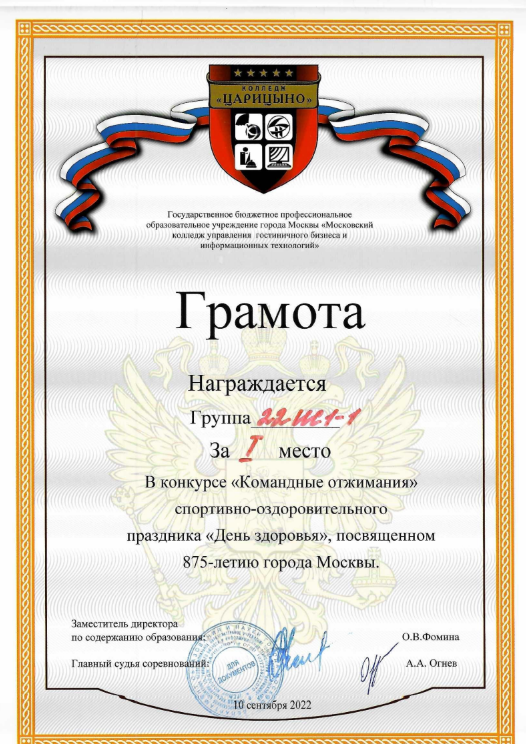 КОЛЛЕДЖ
«ЦАРИЦЫНО»
Государственное бюджетное профессиональное
образовательное учреждение города Москвы «Московский
колледж управления гостиничного бизнеса и
информационных технологий»
Грамота
Награждается
Группа 22ИС1-1
За I место
В конкурсе «Командные отжимания»
спортивно-оздоровительного
праздника «День здоровья», посвященном
875-летию города Москвы.
Заместитель директора
по содержанию образования: О.В.Фомина
Главный судья соревнований: А.А. Огнев
ДЛЯ
ДОКУМЕНТОВ
10 сентября 2022